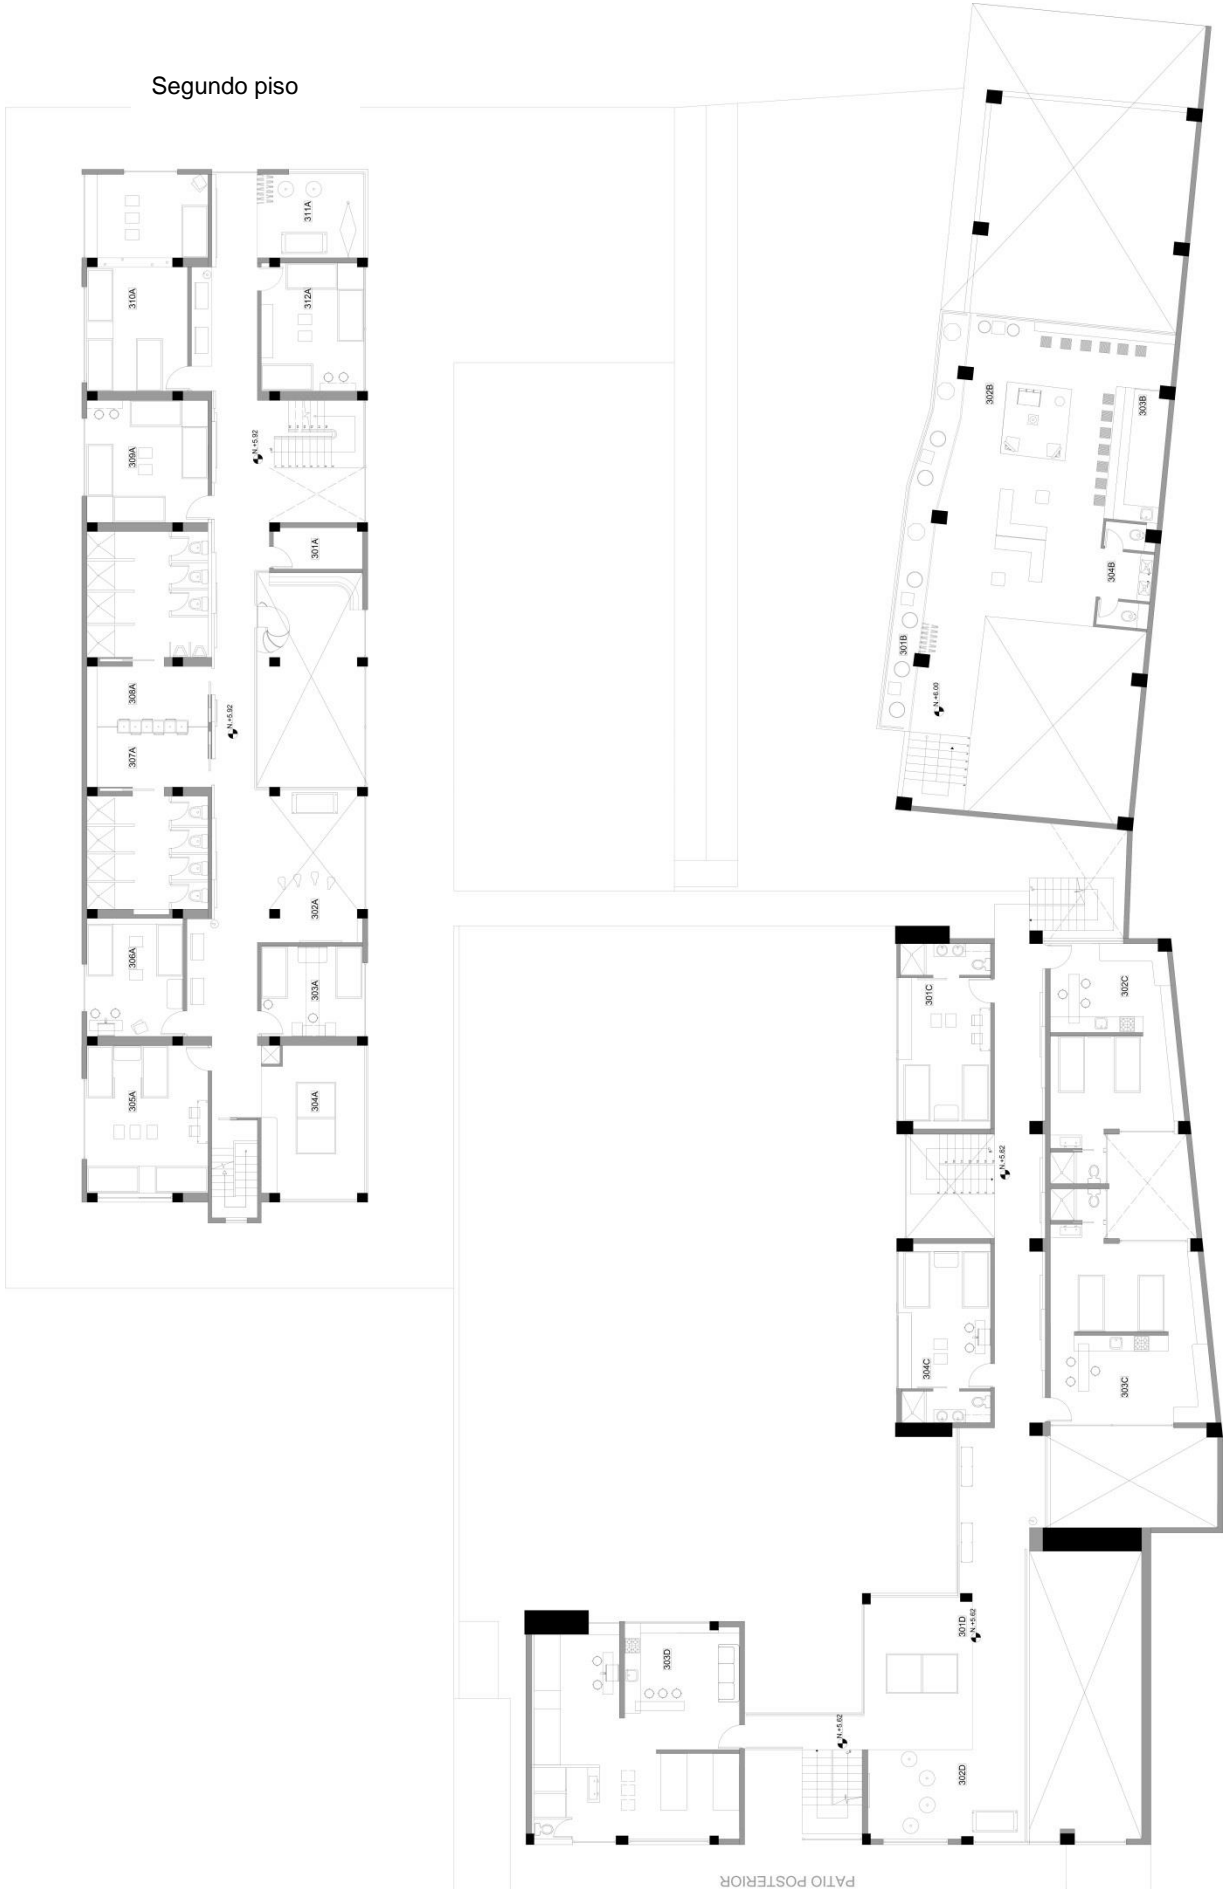 Segundo piso
311A
310A
312A
309A
N.+5.92
301A
308A
307A
N.+5.92
302A
306A
303A
305A
304A
302B
303B
304B
301B
N.+6.00
301C
302C
N.+5.62
304C
303C
301D
N.+5.62
303D
N.+5.62
302D
PATIO POSTERIOR